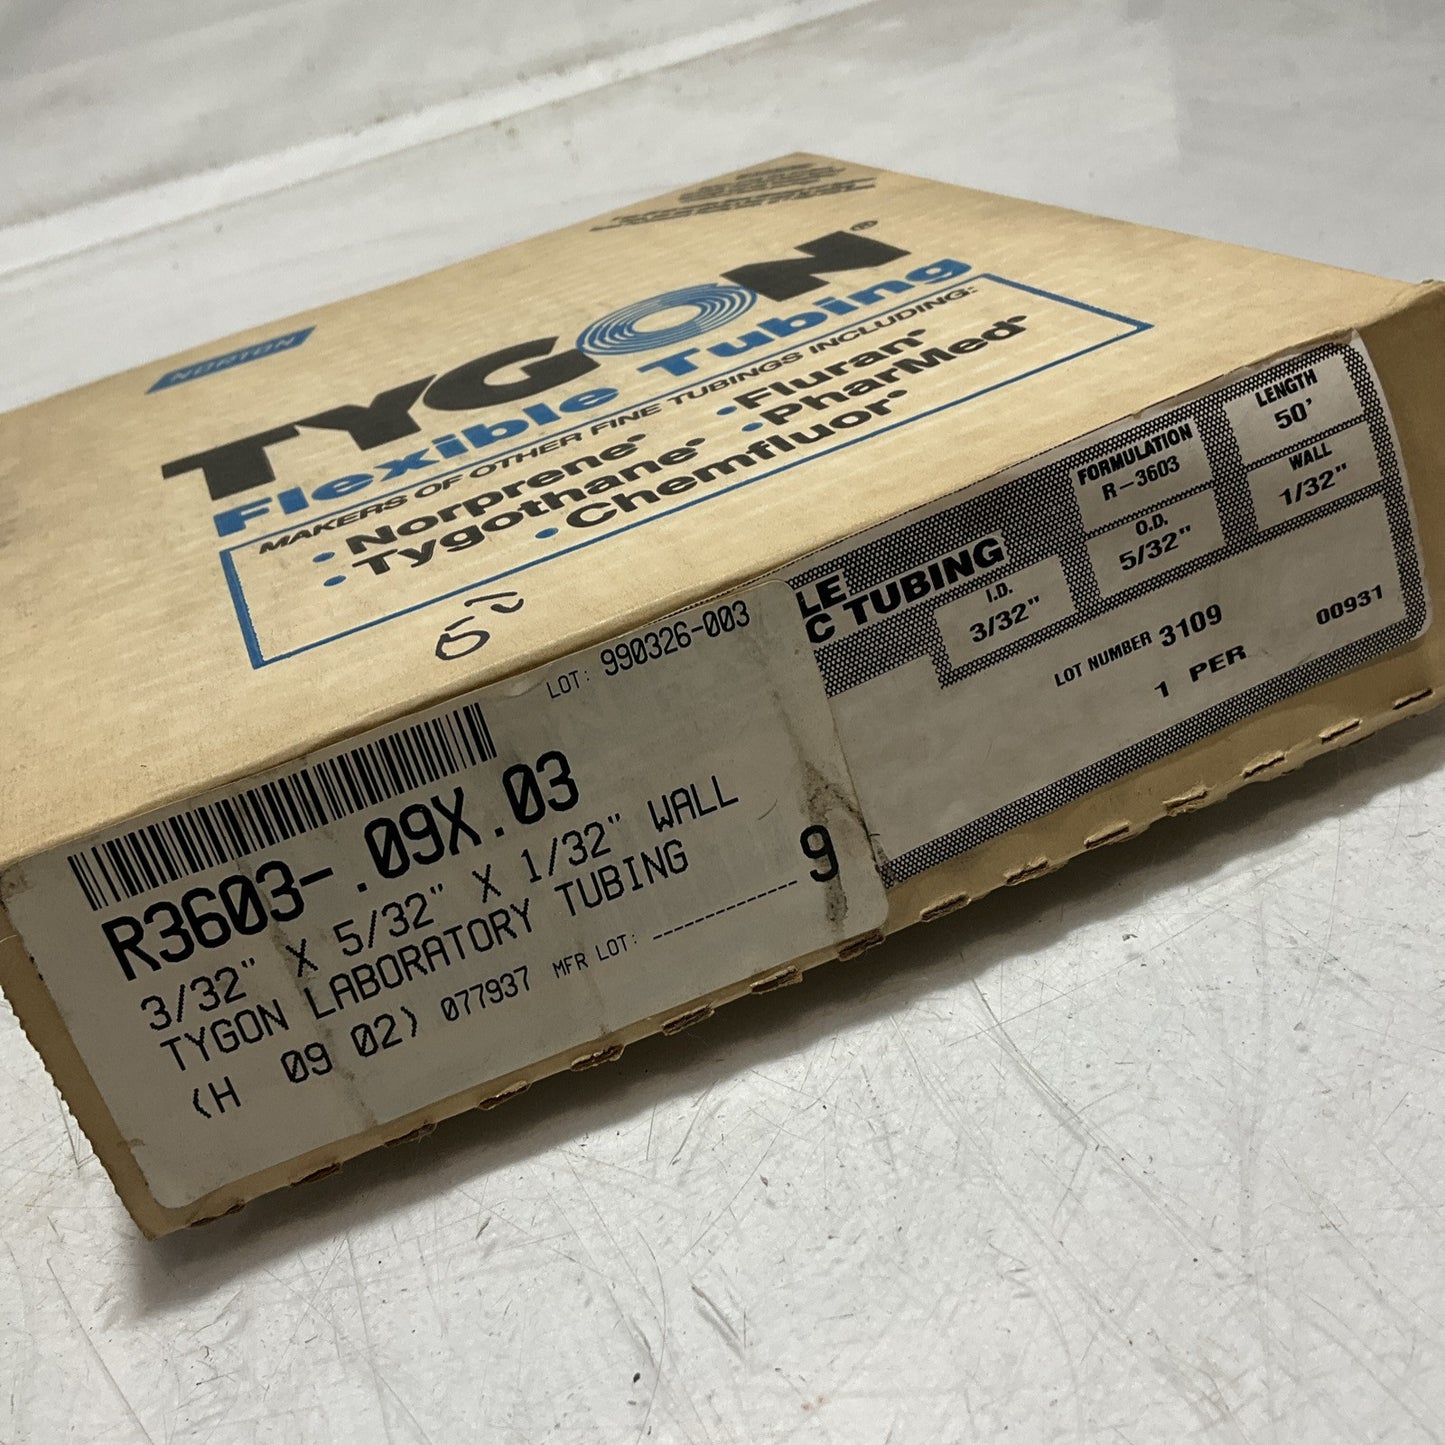 NORTON
TYGON®
Flexible Tubing
MAKERS OF OTHER FINE TUBINGS INCLUDING:
• Norprene® • Fluran®
• Tygothane® • PharMed®
• Chemfluor®
LOT: 990326-003
R3603-.09X.03
3/32" X 5/32" X 1/32" WALL
TYGON LABORATORY TUBING
(H 09 02) 077937 MFR LOT:
9
LE
C TUBING
FORMULATION
R-3603
LENGTH
50'
I.D.
3/32"
O.D.
5/32"
WALL
1/32"
LOT NUMBER 3109
00931
1 PER